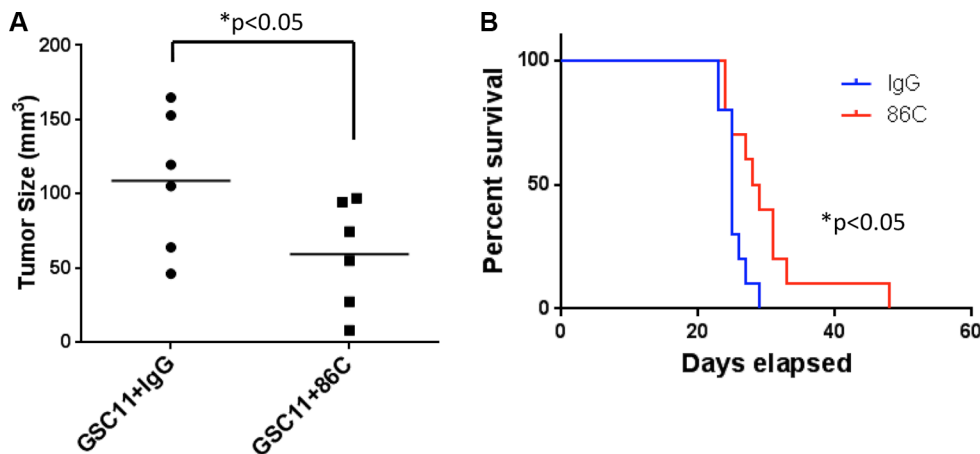 A
*p<0.05
Tumor Size (mm³)
200
150
100
50
0
GSC11+IgG
GSC11+86C
B
Percent survival
100
50
0
IgG
86C
*p<0.05
0
20
40
60
Days elapsed